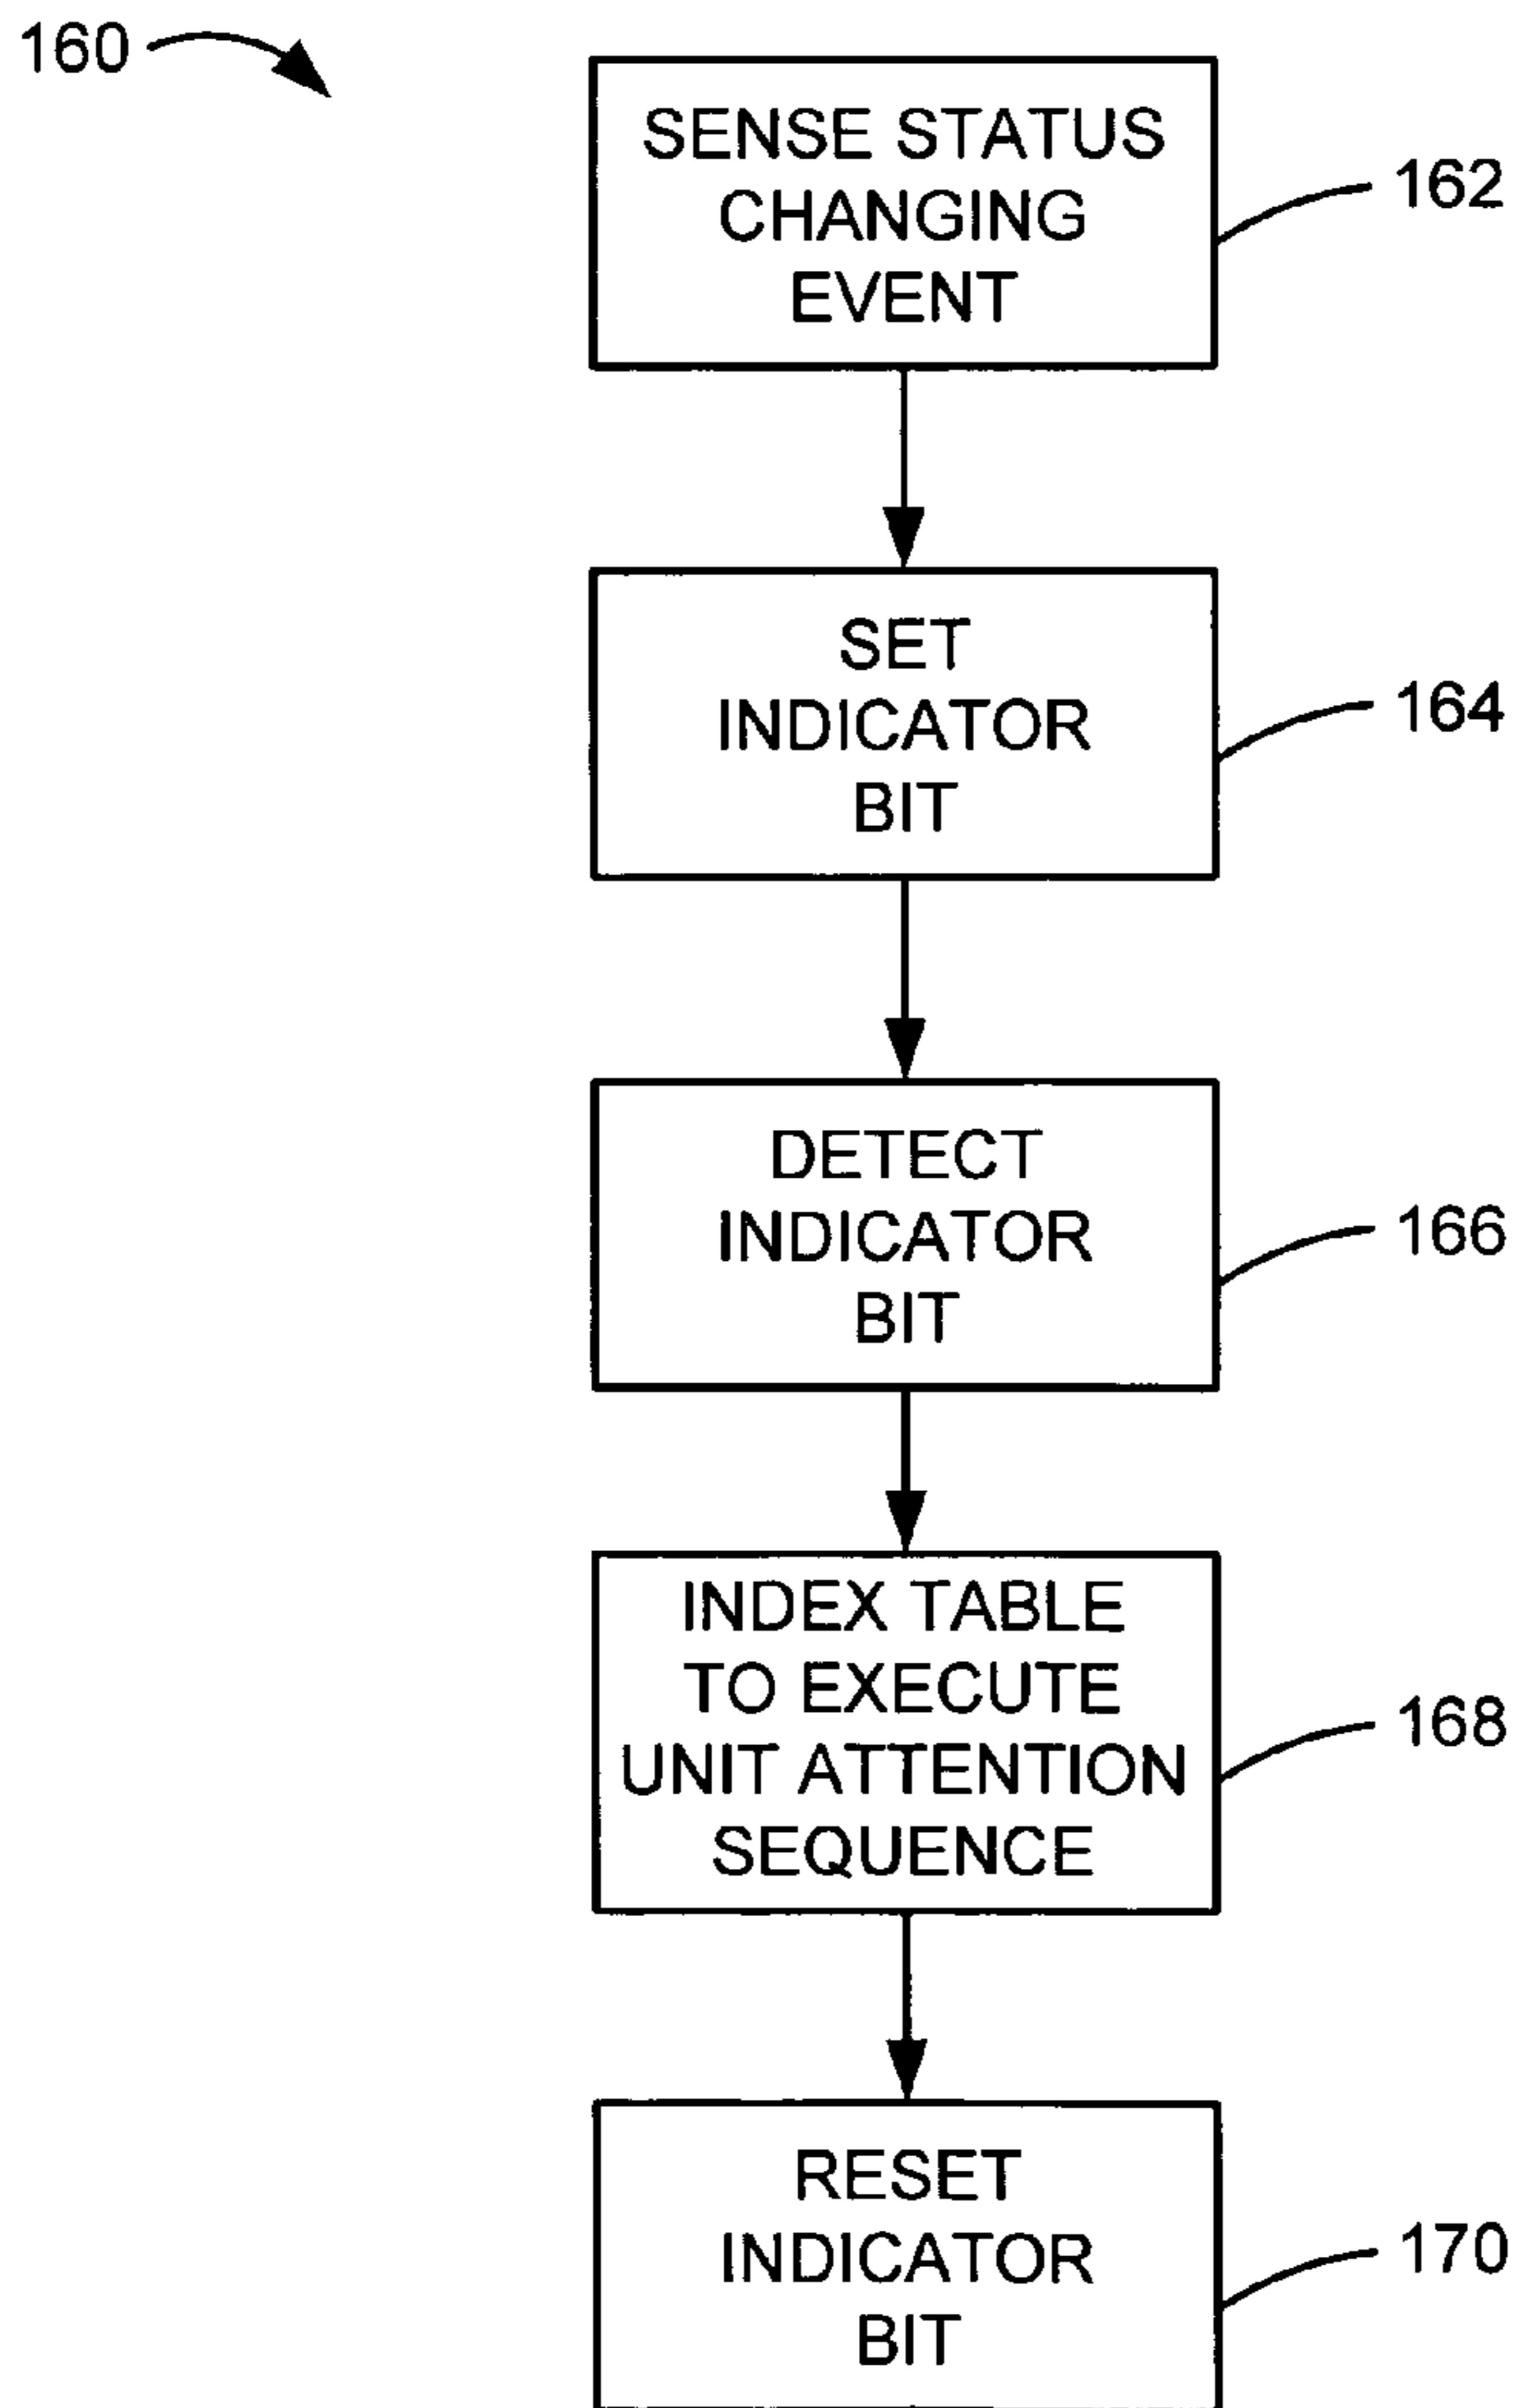 160
SENSE STATUS
CHANGING
EVENT
162
SET
INDICATOR
BIT
164
DETECT
INDICATOR
BIT
166
INDEX TABLE
TO EXECUTE
UNIT ATTENTION
SEQUENCE
168
RESET
INDICATOR
BIT
170